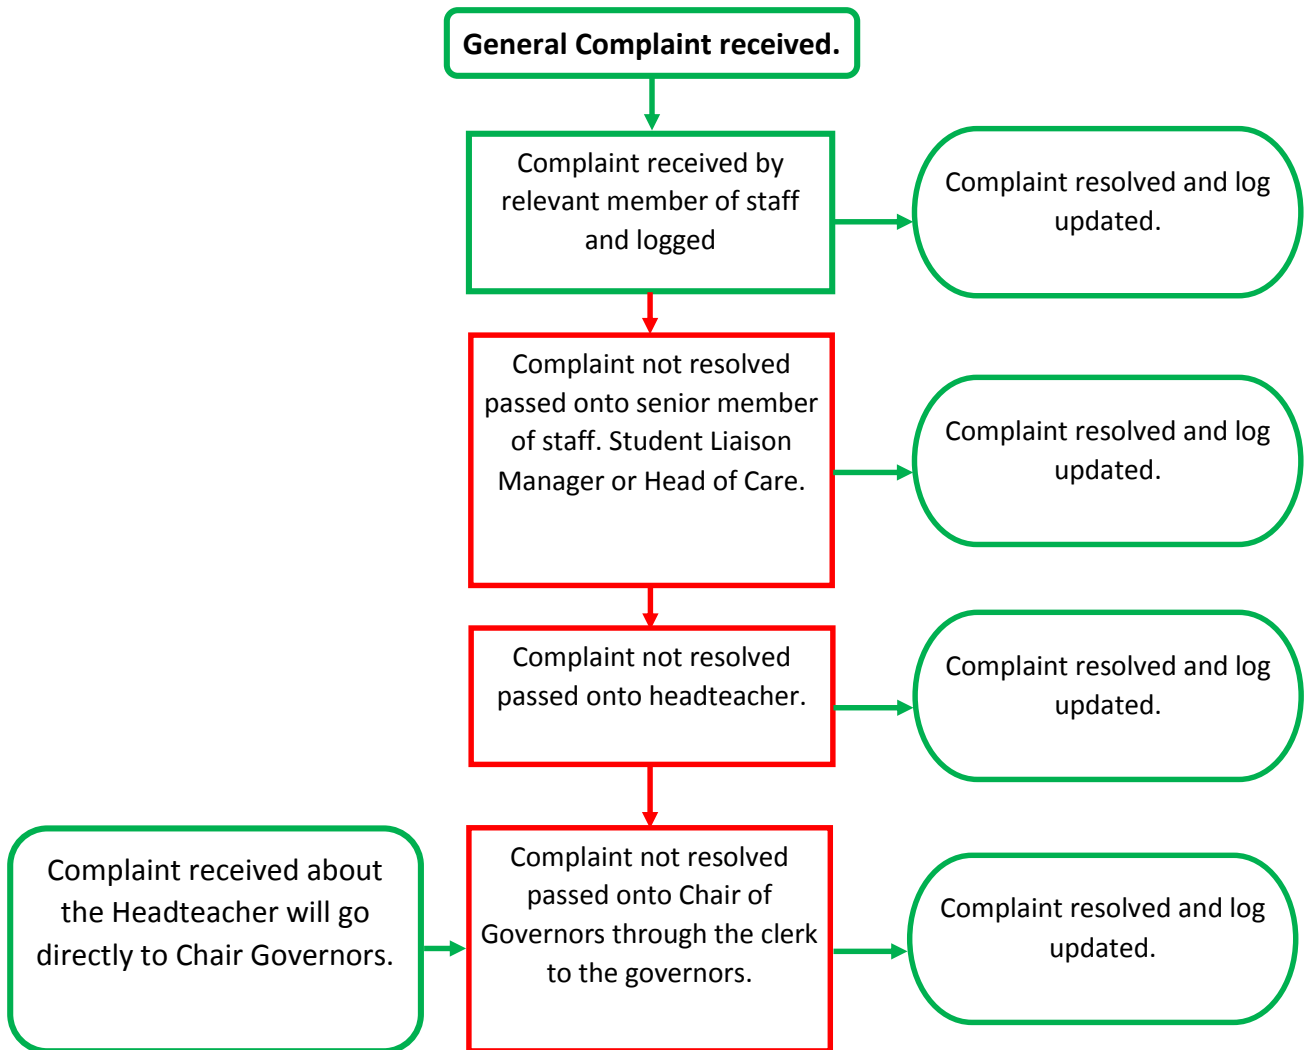 General Complaint received.
Complaint received by
relevant member of staff
and logged
Complaint resolved and log
updated.
Complaint not resolved
passed onto senior member
of staff. Student Liaison
Manager or Head of Care.
Complaint resolved and log
updated.
Complaint not resolved
passed onto headteacher.
Complaint resolved and log
updated.
Complaint received about
the Headteacher will go
directly to Chair Governors.
Complaint not resolved
passed onto Chair of
Governors through the clerk
to the governors.
Complaint resolved and log
updated.